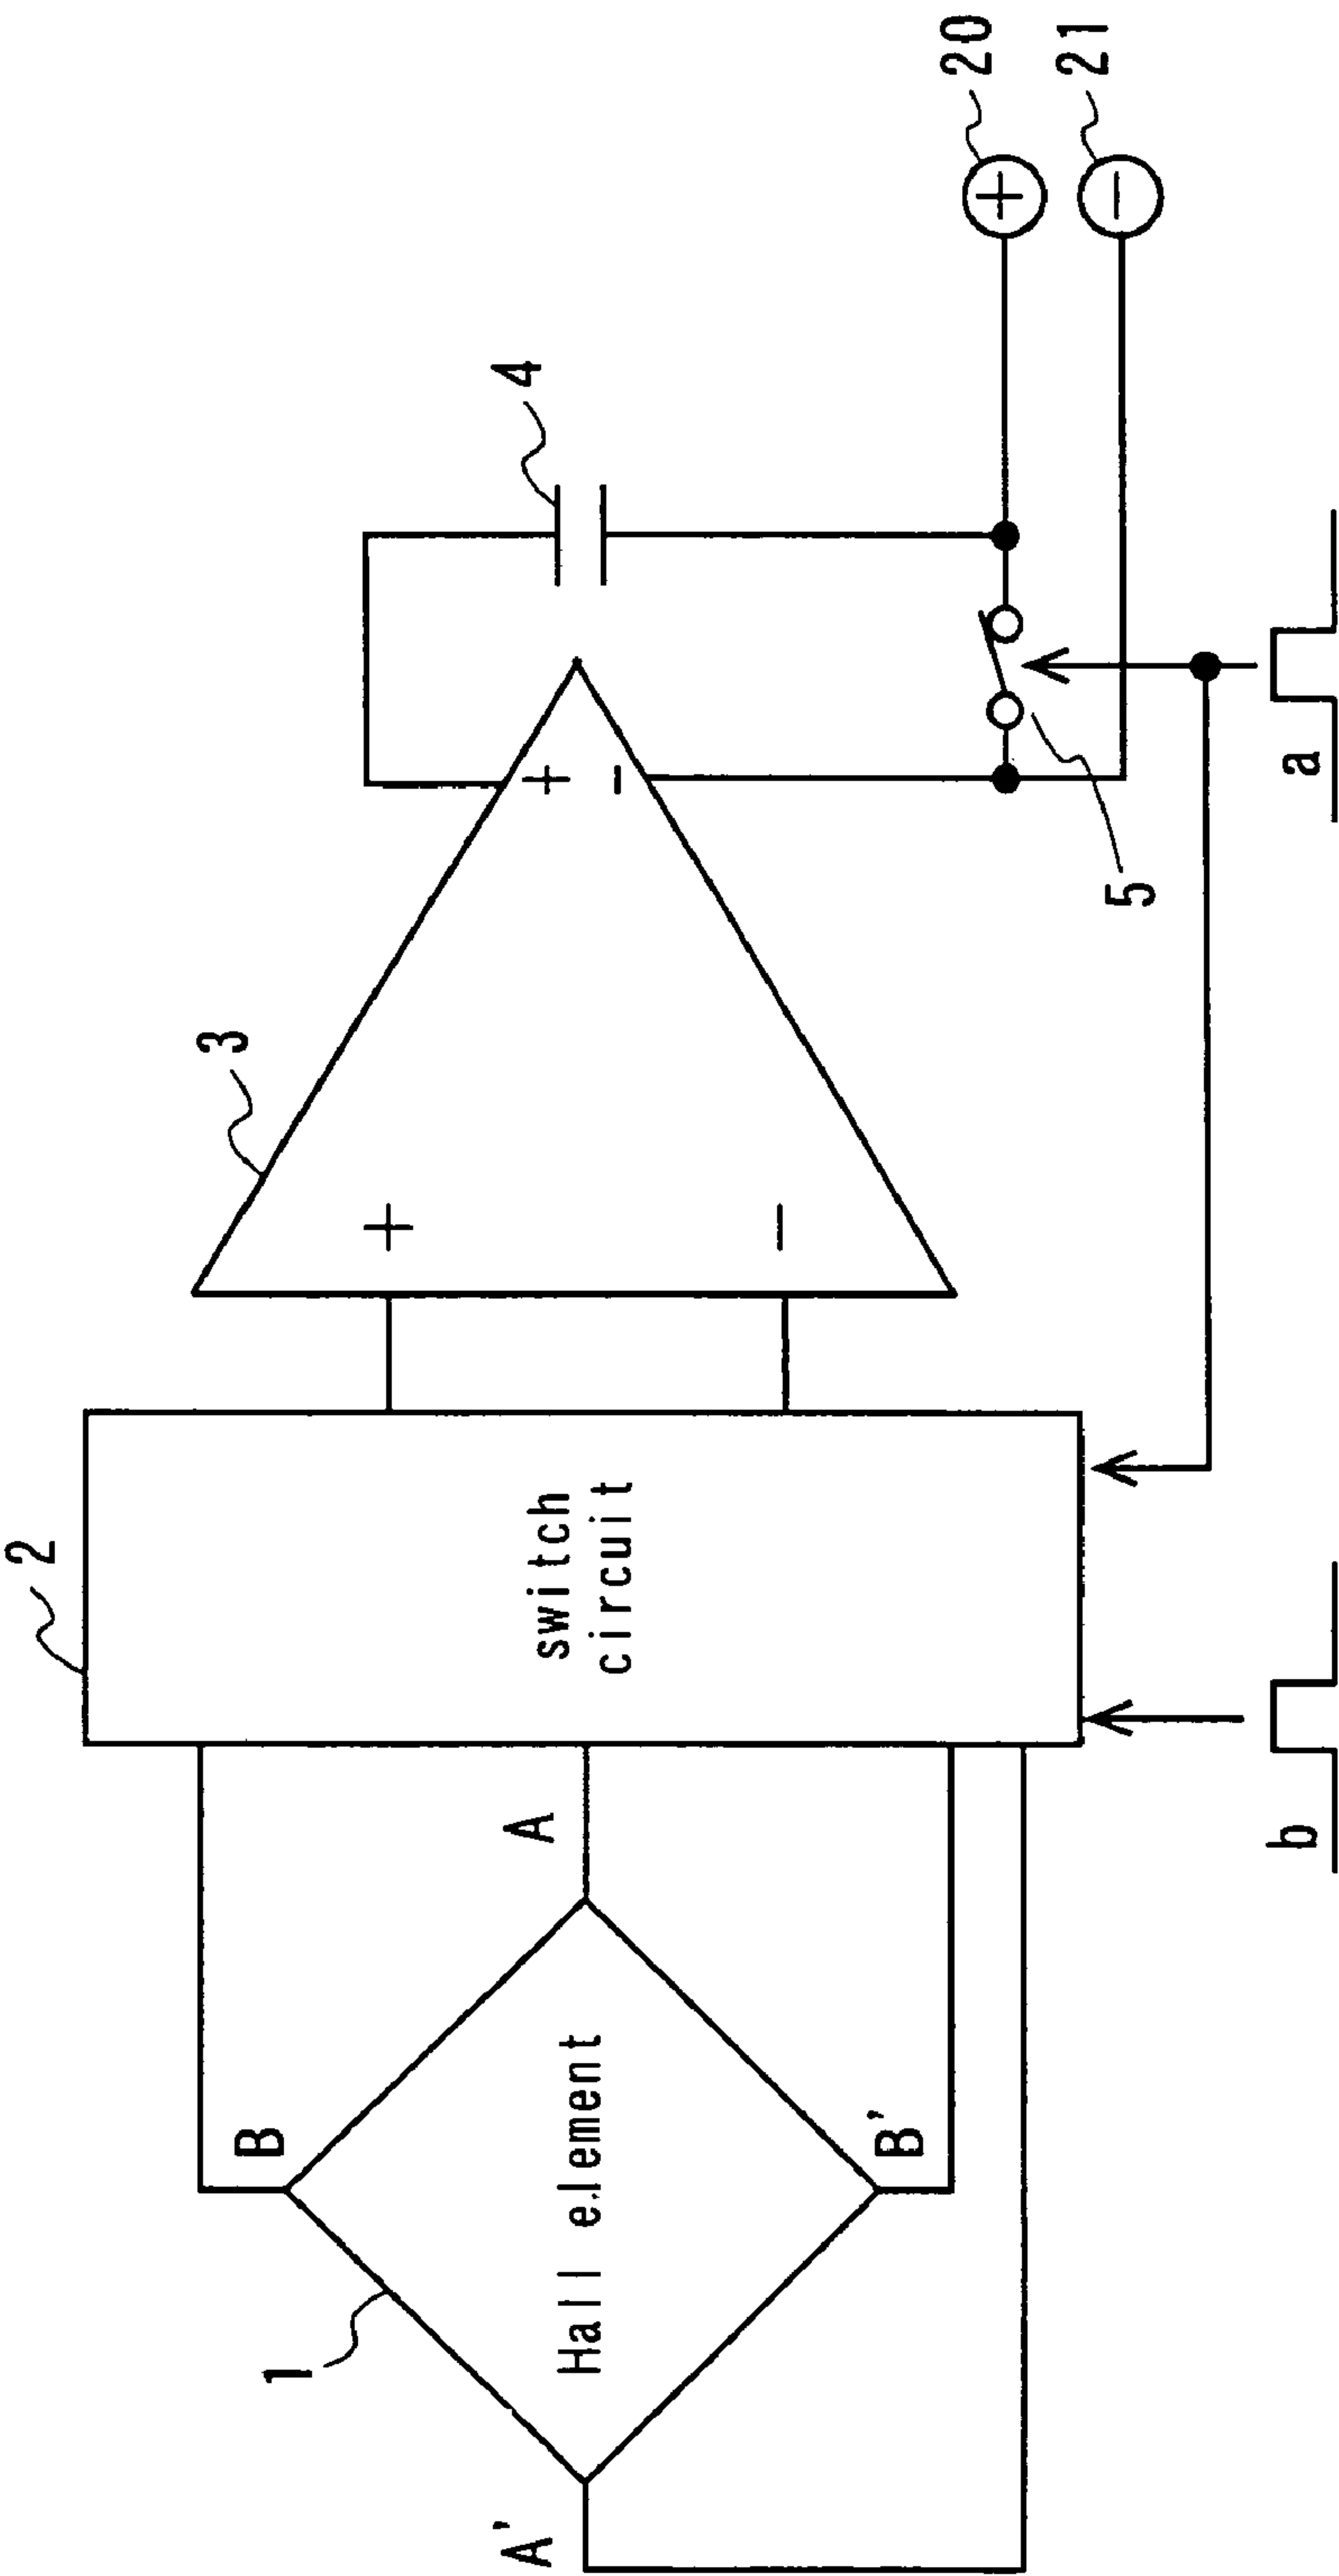 2
3
4
20
21
+
-
+
-
+
-
B
1
A'
Hall element
A
B'
switch
circuit
5
b
a